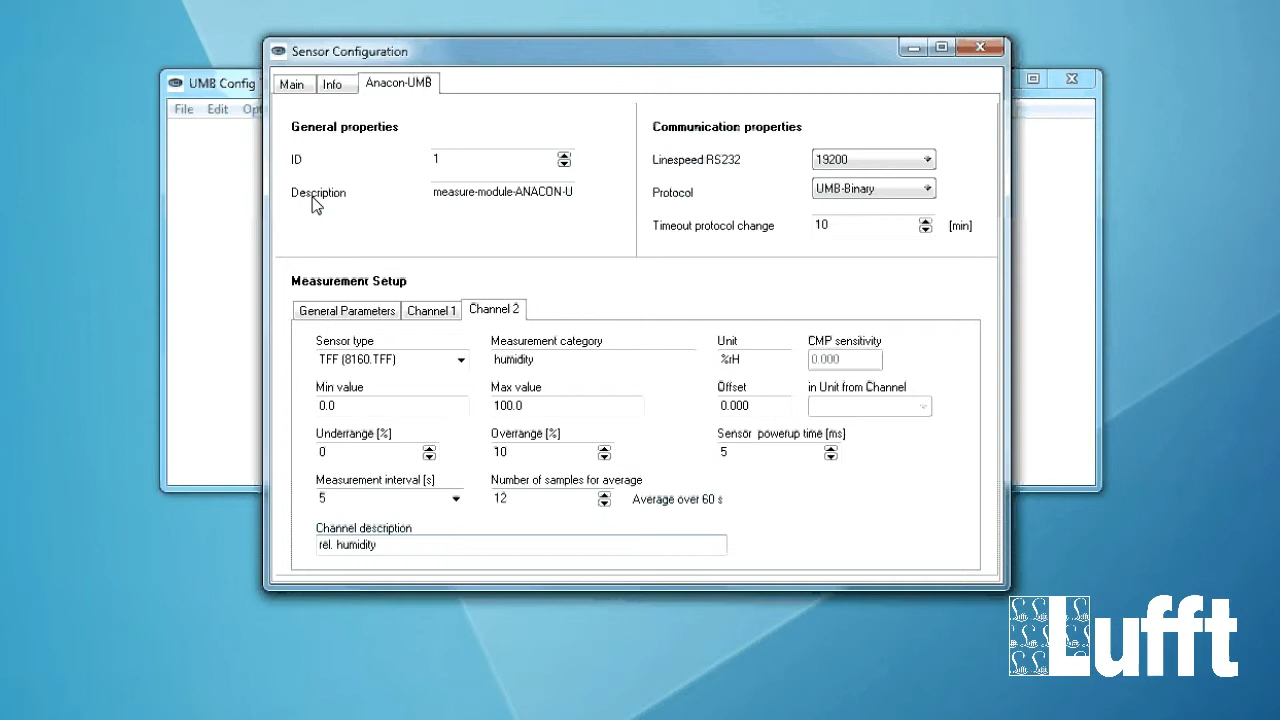 UMB Config
File Edit
Sensor Configuration
Main Info Anacon-UMB
General properties
ID 1
Description measure-module-ANACON-U
Communication properties
Linespeed RS232 19200
Protocol UMB-Binary
Timeout protocol change 10 [min]
Measurement Setup
General Parameters Channel 1 Channel 2
Sensor type Measurement category Unit CMP sensitivity
TFF (8160.TFF) humidity %rH 0.000
Min value Max value Offset in Unit from Channel
0.0 100.0 0.000
Underrange [%] Overrange [%] Sensor powerup time [ms]
0 10 5
Measurement interval [s] Number of samples for average
5 12 Average over 60 s
Channel description
rel. humidity
Lufft